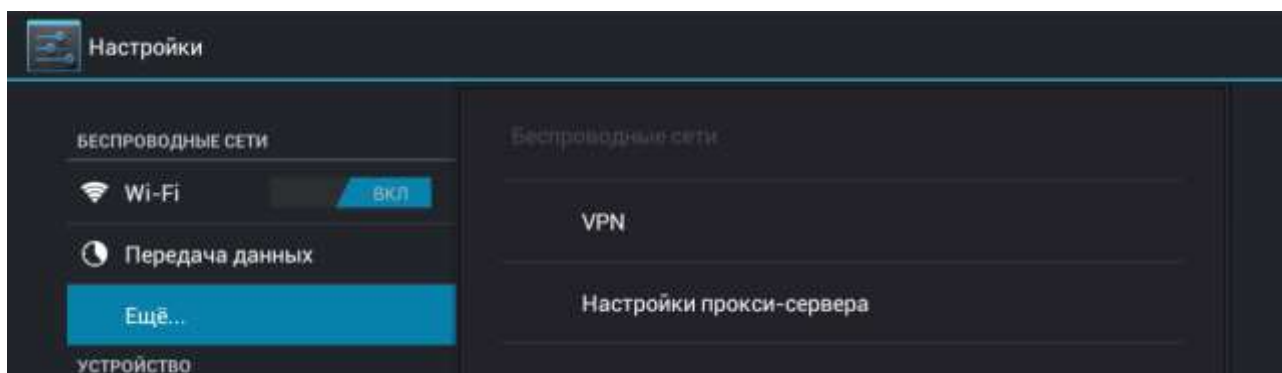 Настройки
БЕСПРОВОДНЫЕ СЕТИ
Wi-Fi
ВКЛ
Передача данных
Ещё...
УСТРОЙСТВО
Беспроводные сети
VPN
Настройки прокси-сервера